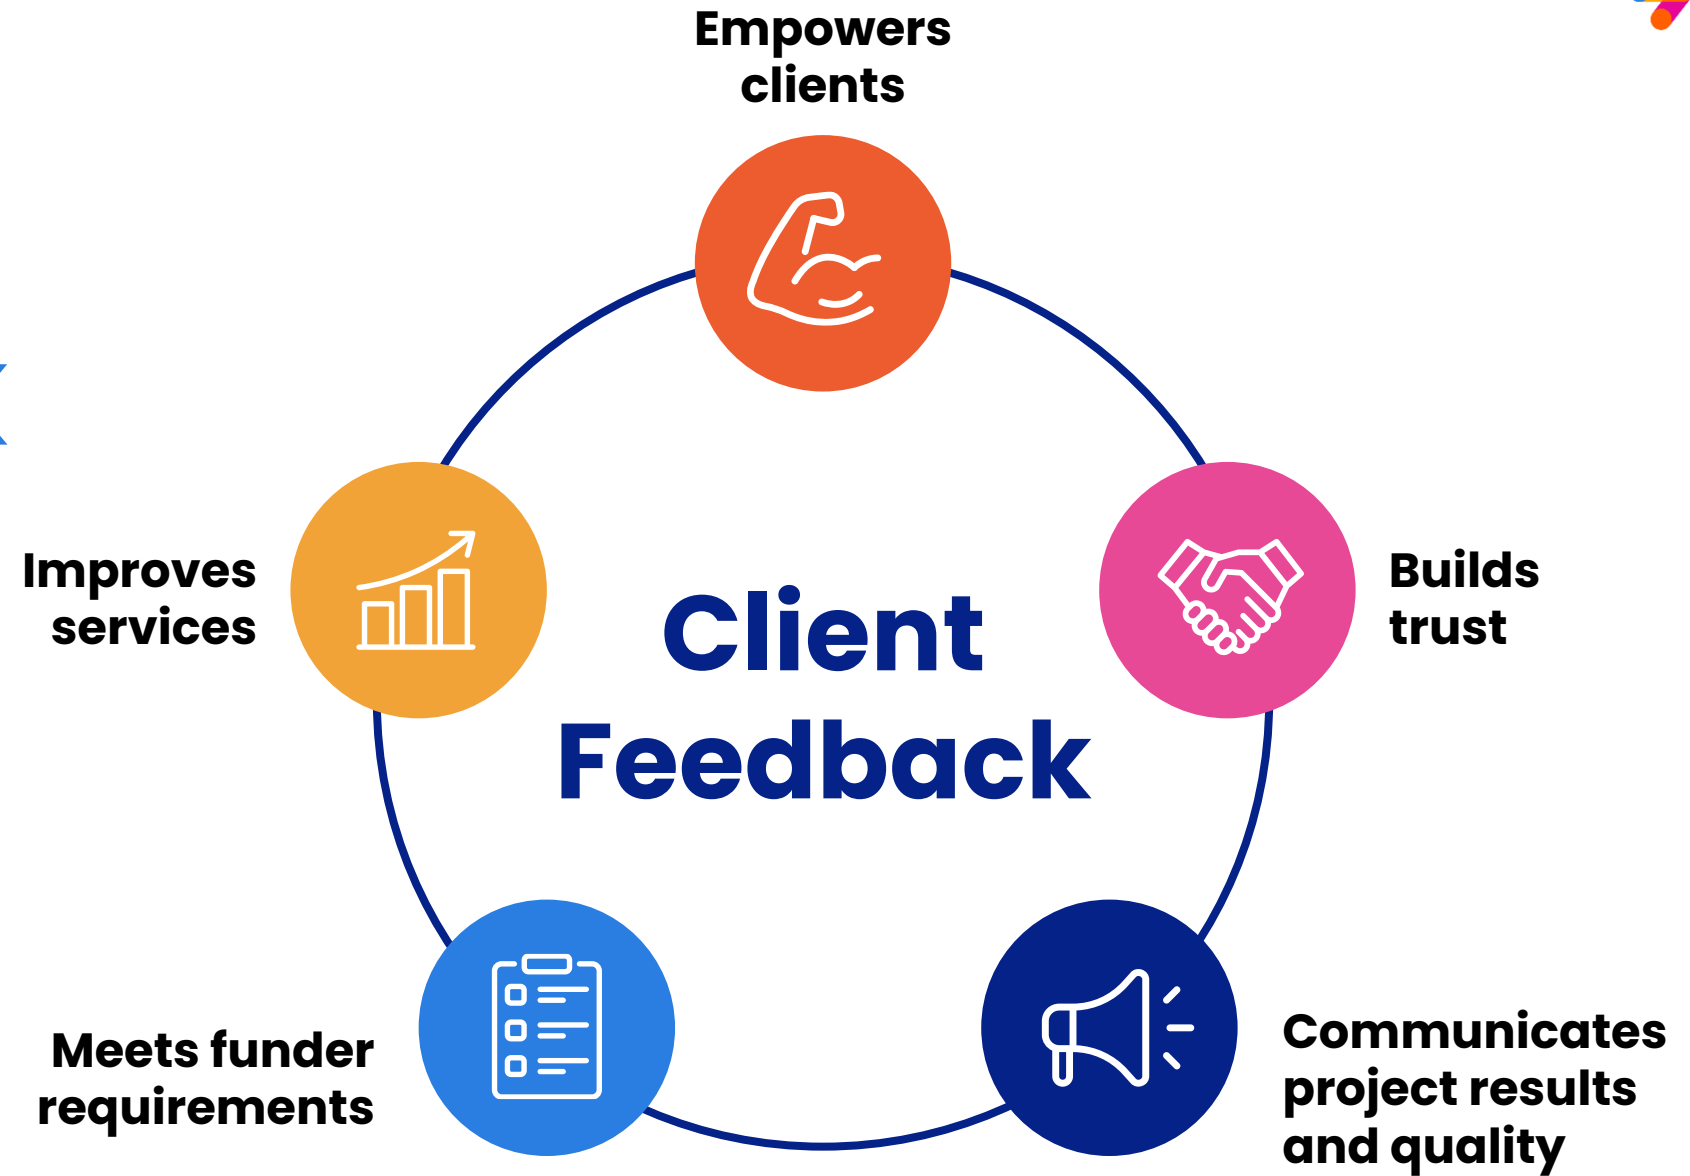 Empowers
clients
Improves
services
Client
Feedback
Builds
trust
Meets funder
requirements
Communicates
project results
and quality